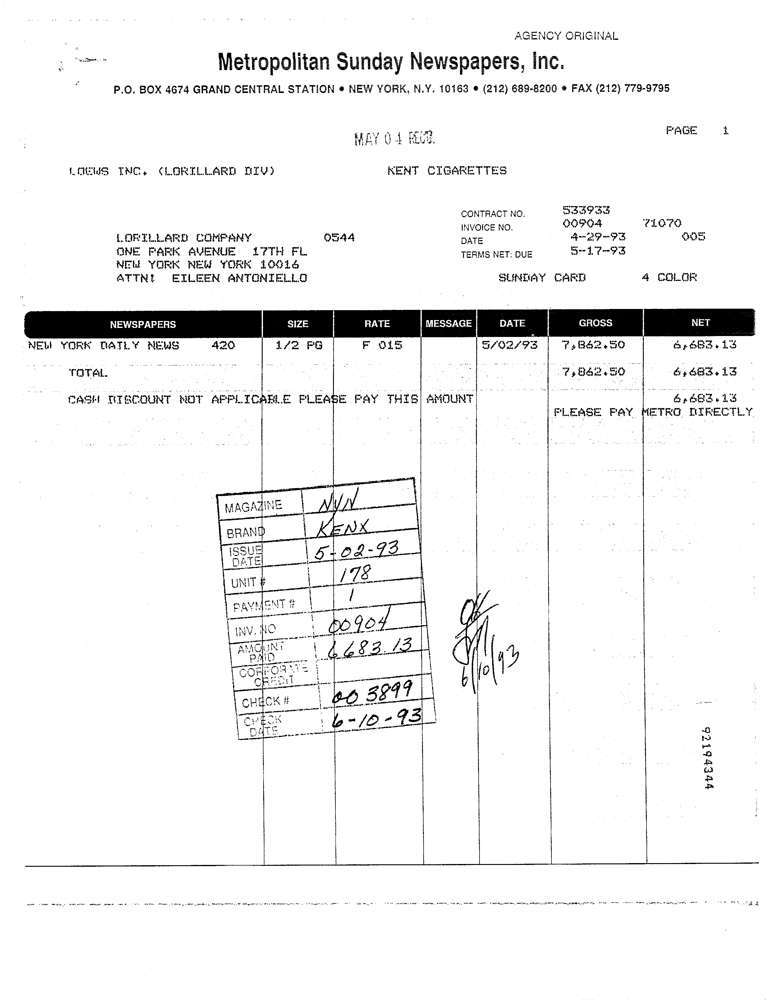 AGENCY ORIGINAL
Metropolitan Sunday Newspapers, Inc.
P.O. BOX 4674 GRAND CENTRAL STATION • NEW YORK, N.Y. 10163 • (212) 689-8200 • FAX (212) 779-9795
PAGE 1
MAY 04 REC'D.
LOEWS INC. (LORILLARD DIV) KENT CIGARETTES
CONTRACT NO. 533933
INVOICE NO. 00904 71070
LORILLARD COMPANY 0544 DATE 4-29-93 005
ONE PARK AVENUE 17TH FL TERMS NET: DUE 5-17-93
NEW YORK NEW YORK 10016
ATTN: EILEEN ANTONIELLO SUNDAY CARD 4 COLOR
NEWSPAPERS SIZE RATE MESSAGE DATE GROSS NET
NEW YORK DAILY NEWS 420 1/2 PG F 015 5/02/93 7,862.50 6,683.13
TOTAL 7,862.50 6,683.13
CASH DISCOUNT NOT APPLICABLE PLEASE PAY THIS AMOUNT 6,683.13
PLEASE PAY METRO DIRECTLY
MAGAZINE NYN
BRAND KENX
ISSUE DATE 5-02-93
UNIT # 178
PAYMENT # 1
INV. NO 00904
AMOUNT PAID 6683.13
CORPORATE CREDIT
CHECK # 003899
CHECK DATE 6-10-93
OK
6/10/93
92194344